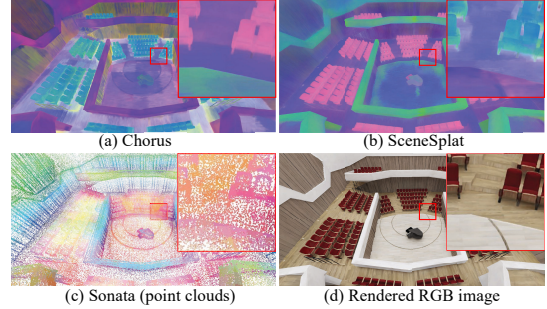 (a) Chorus
(b) SceneSplat
(c) Sonata (point clouds)
(d) Rendered RGB image